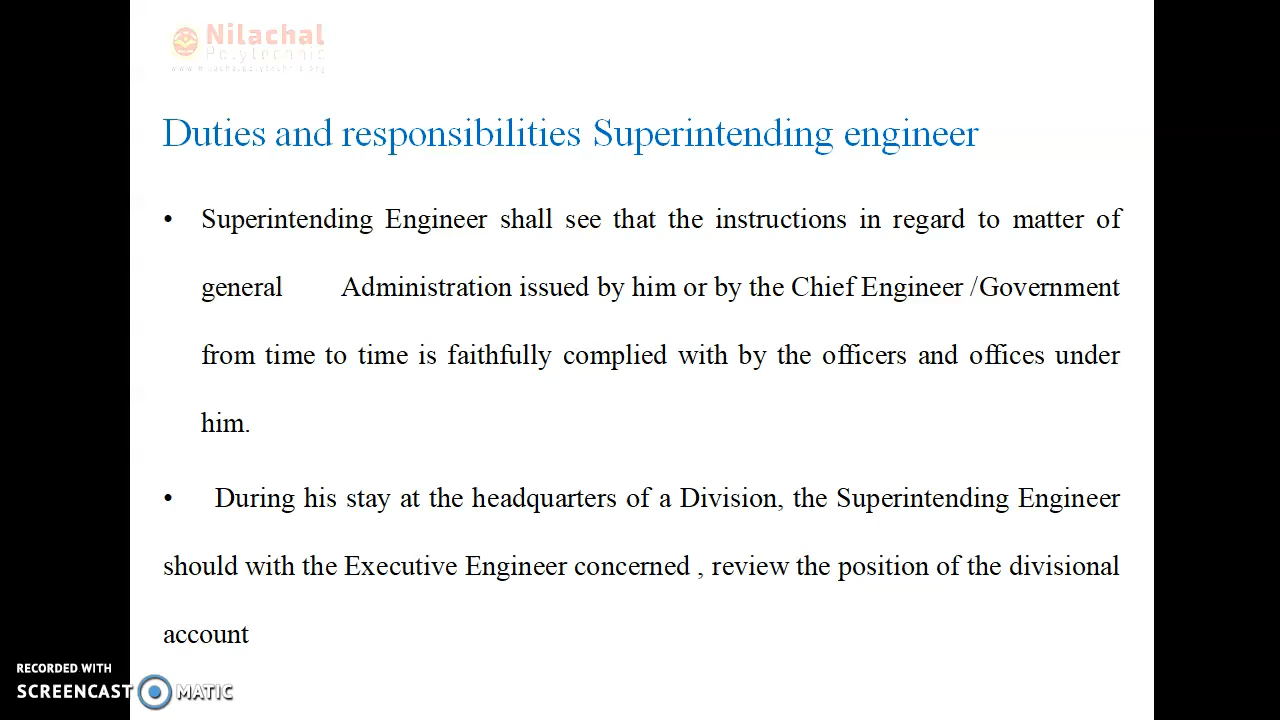 Nilachal
Polytechnic
www.nilachalpolytechnic.org
Duties and responsibilities Superintending engineer
• Superintending Engineer shall see that the instructions in regard to matter of
general Administration issued by him or by the Chief Engineer /Government
from time to time is faithfully complied with by the officers and offices under
him.
• During his stay at the headquarters of a Division, the Superintending Engineer
should with the Executive Engineer concerned , review the position of the divisional
account
RECORDED WITH
SCREENCAST MATIC